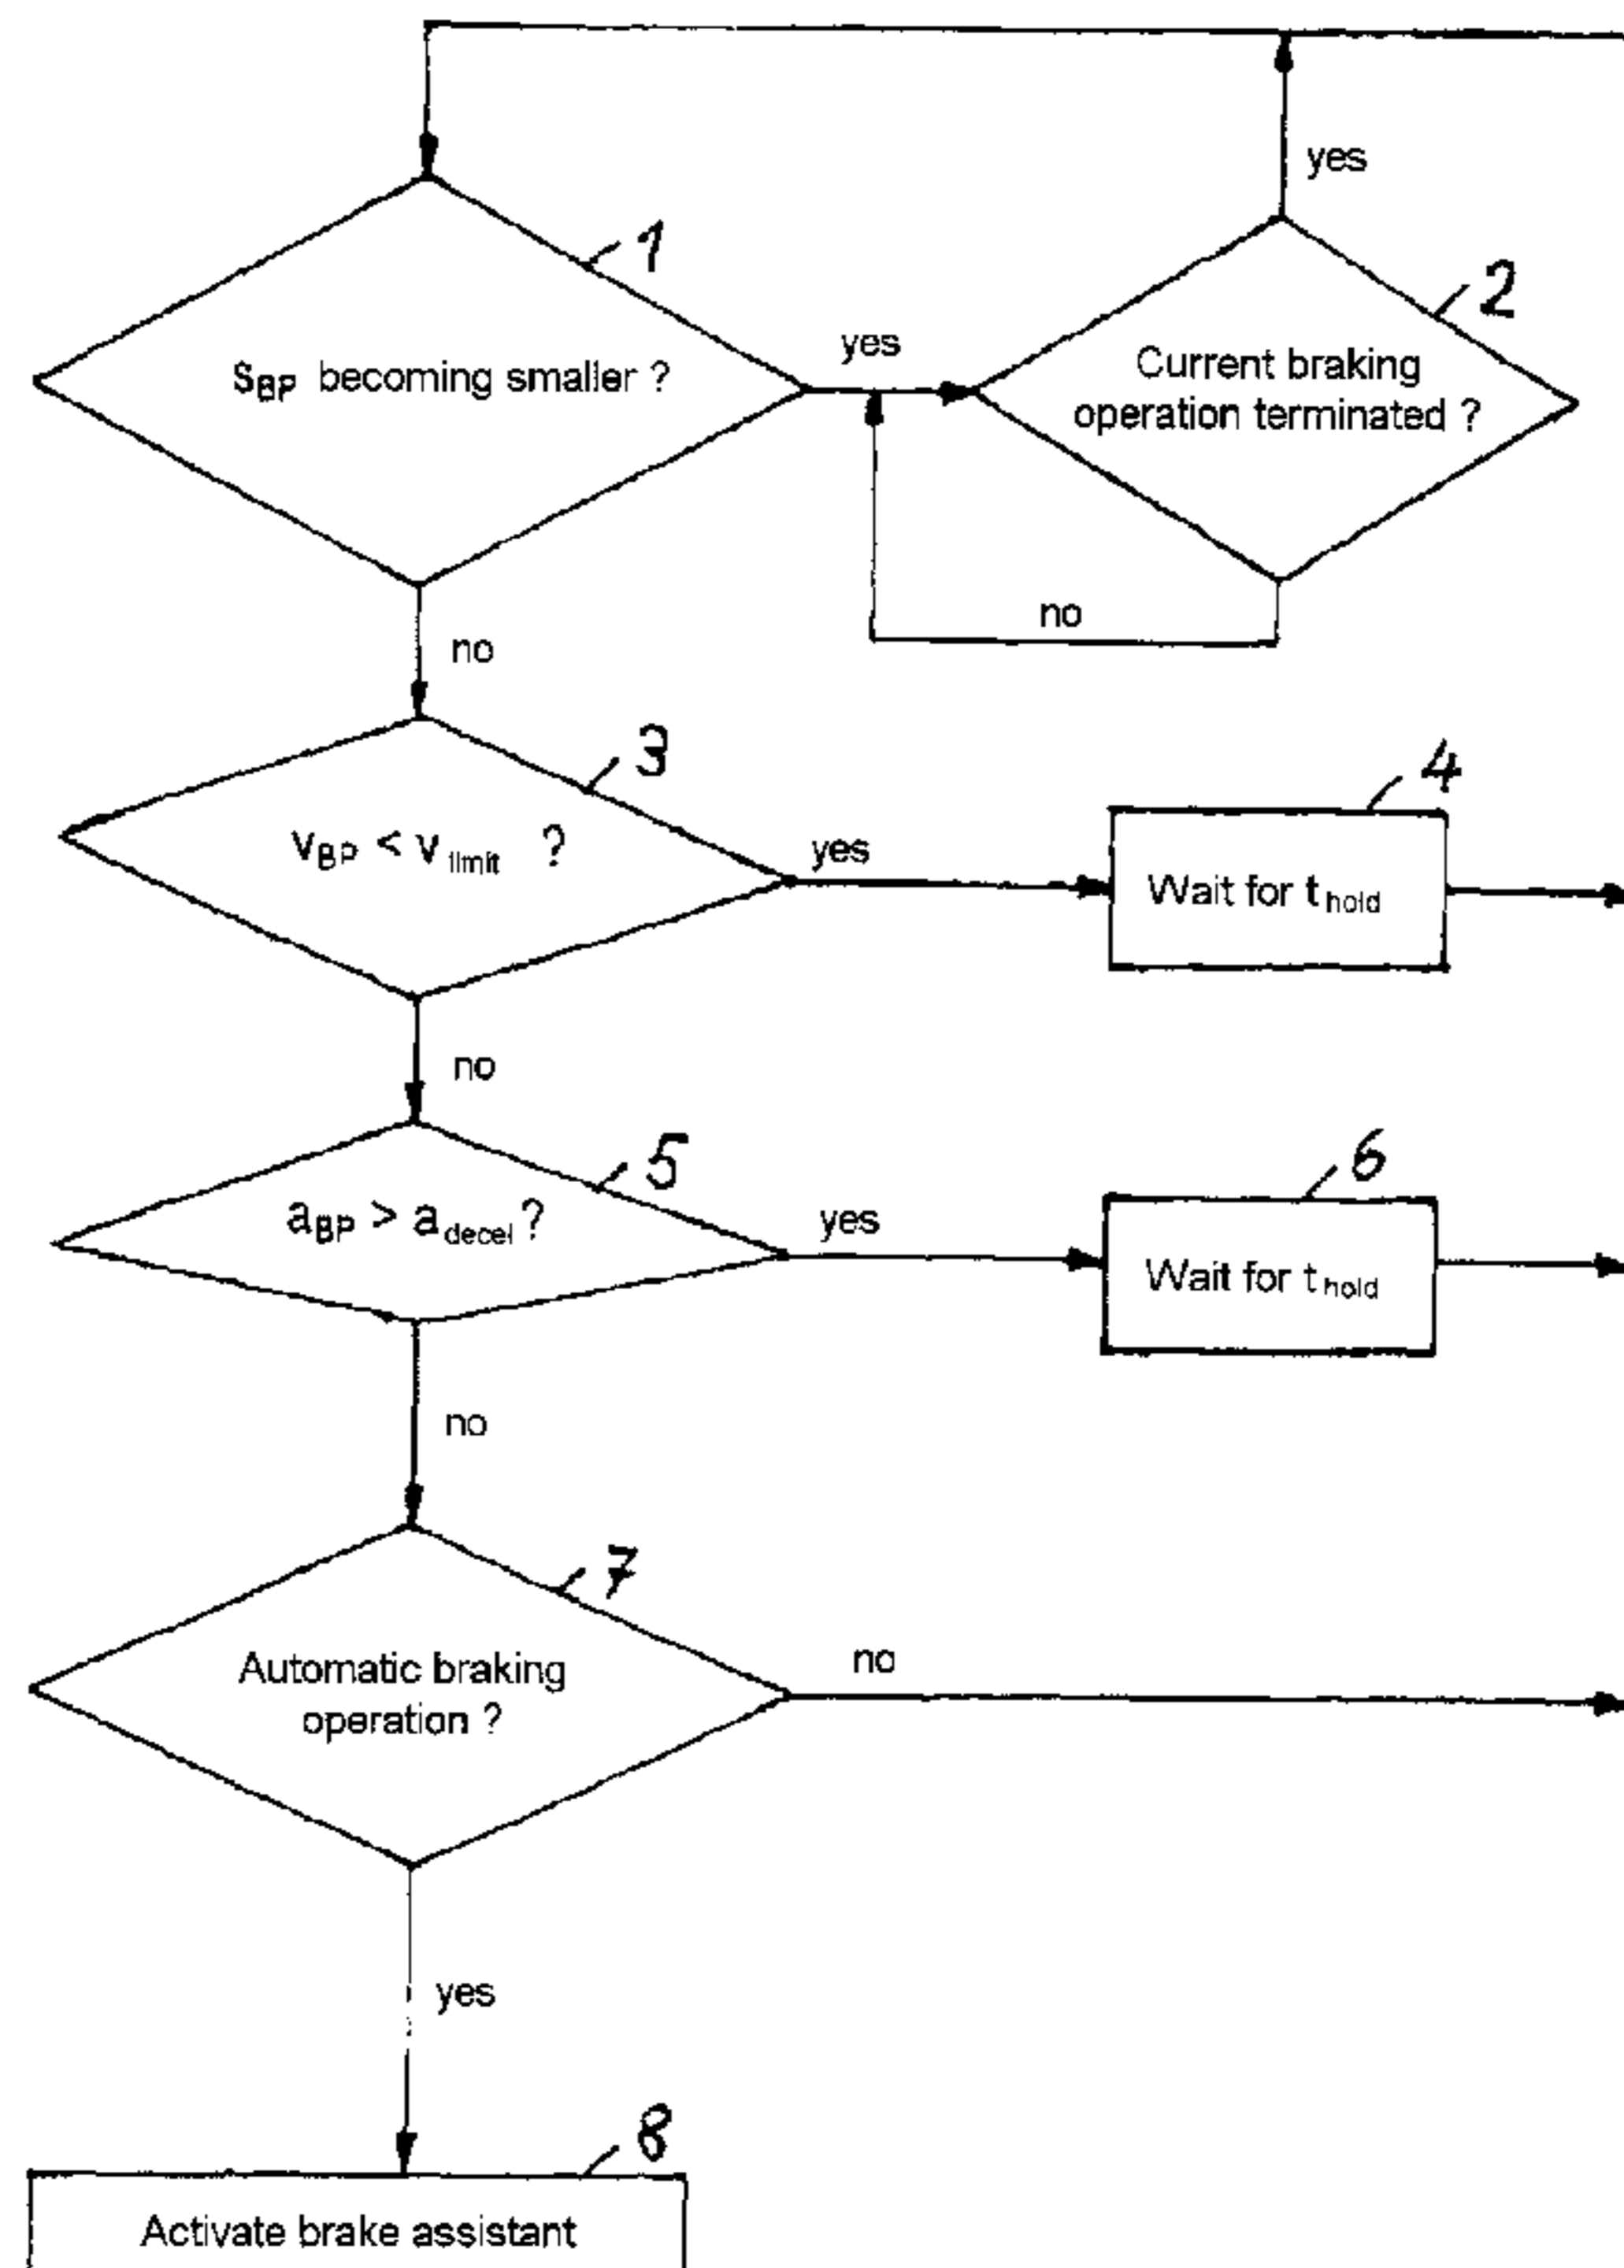 yes
1
2
S_BP becoming smaller ?
yes
Current braking
operation terminated ?
no
no
3
4
v_BP < v_limit ?
yes
Wait for t_hold
no
5
6
a_BP > a_decel ?
yes
Wait for t_hold
no
7
Automatic braking
operation ?
no
yes
8
Activate brake assistant